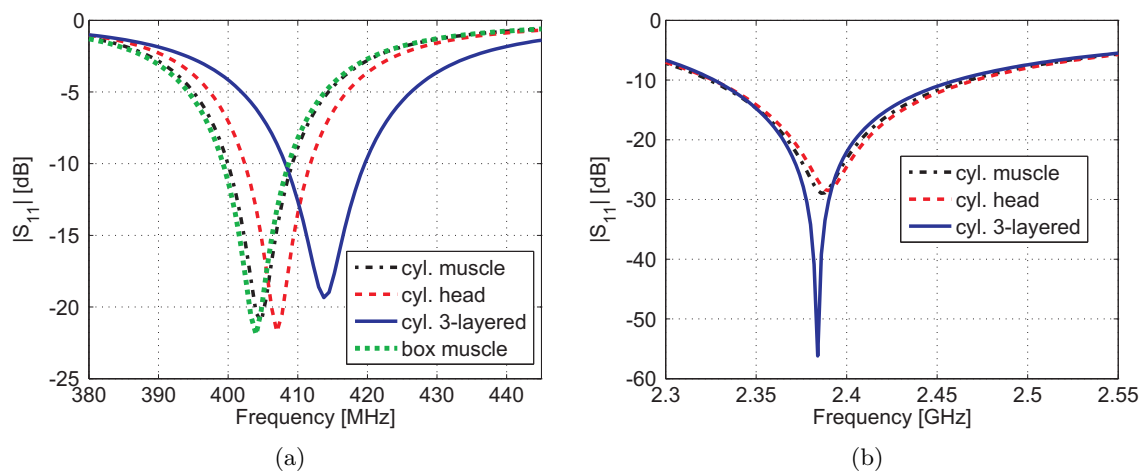 0
-5
-10
-15
-20
-25
380 390 400 410 420 430 440
|S11| [dB]
Frequency [MHz]
cyl. muscle
cyl. head
cyl. 3-layered
box muscle
(a)
0
-10
-20
-30
-40
-50
-60
2.3 2.35 2.4 2.45 2.5 2.55
|S11| [dB]
Frequency [GHz]
cyl. muscle
cyl. head
cyl. 3-layered
(b)